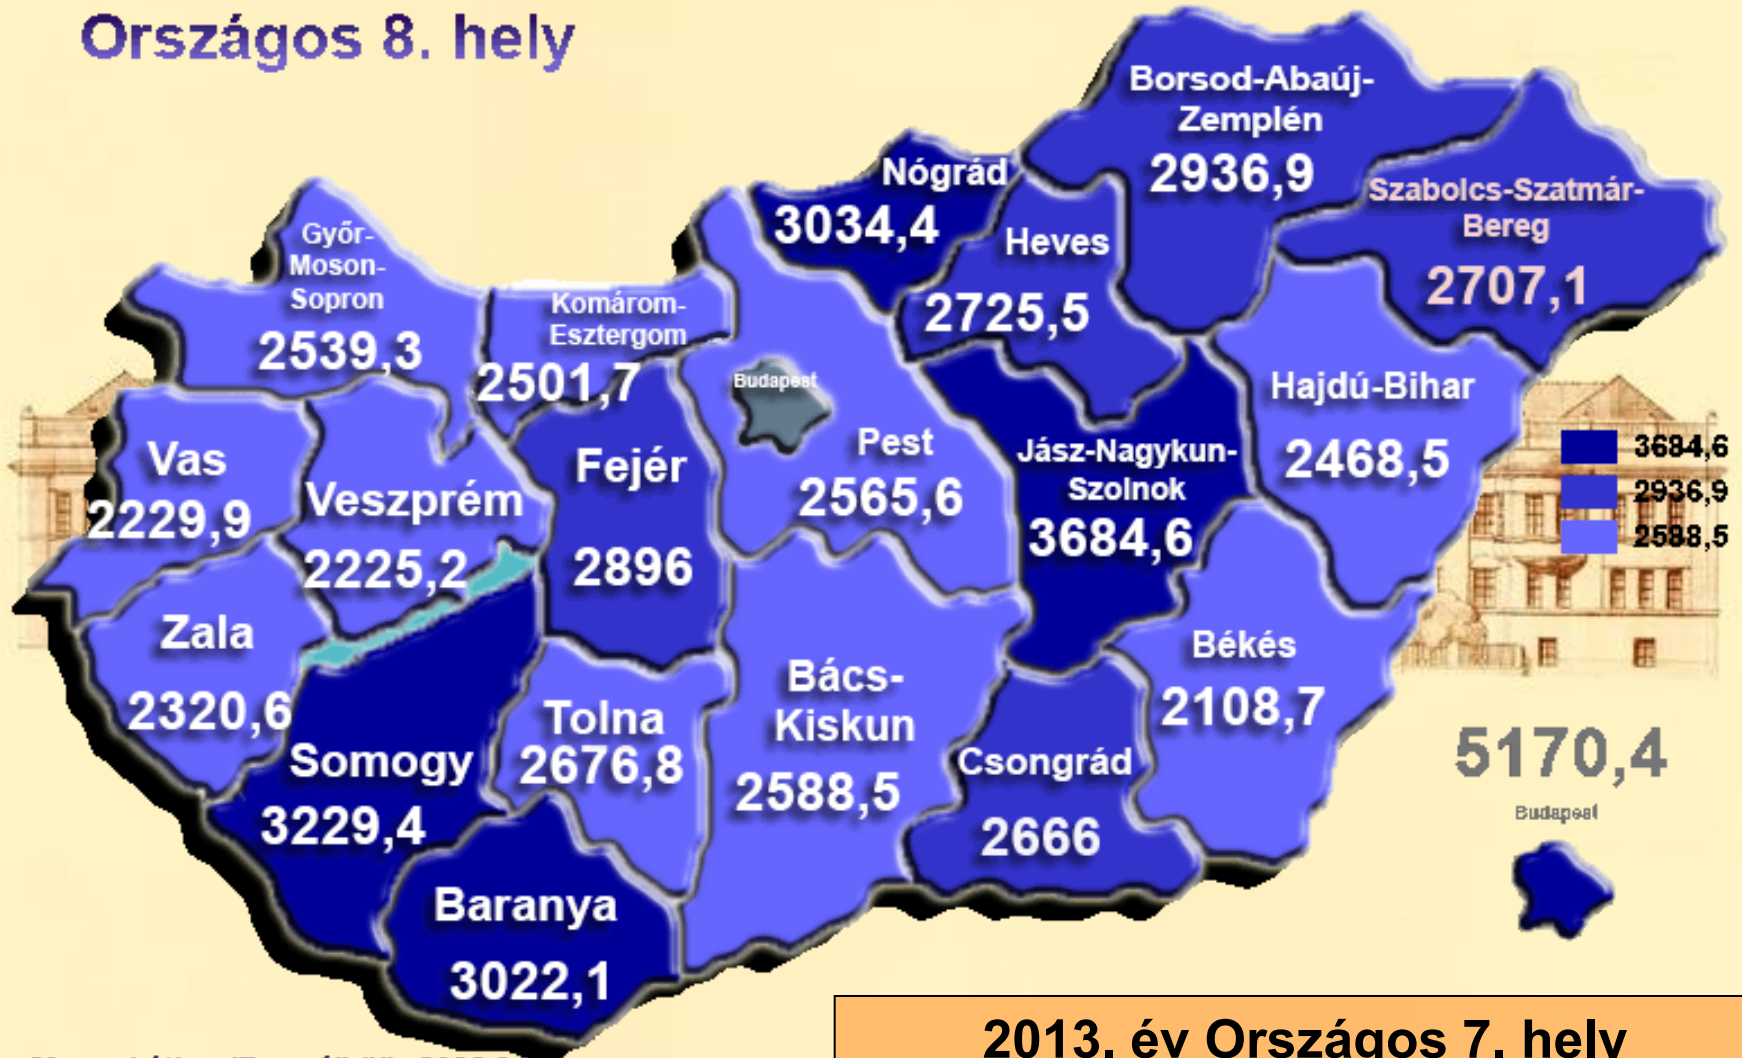 Országos 8. hely
Borsod-Abaúj-
Zemplén
2936,9
Nógrád
3034,4
Szabolcs-Szatmár-
Bereg
2707,1
Heves
2725,5
Győr-
Moson-
Sopron
2539,3
Komárom-
Esztergom
2501,7
Budapest
Hajdú-Bihar
2468,5
Vas
2229,9
Veszprém
2225,2
Fejér
2896
Pest
2565,6
Jász-Nagykun-
Szolnok
3684,6
3684,6
2936,9
2588,5
Zala
2320,6
Somogy
3229,4
Tolna
2676,8
Bács-
Kiskun
2588,5
Békés
2108,7
Csongrád
2666
5170,4
Budapest
Baranya
3022,1
2013. év Országos 7. hely